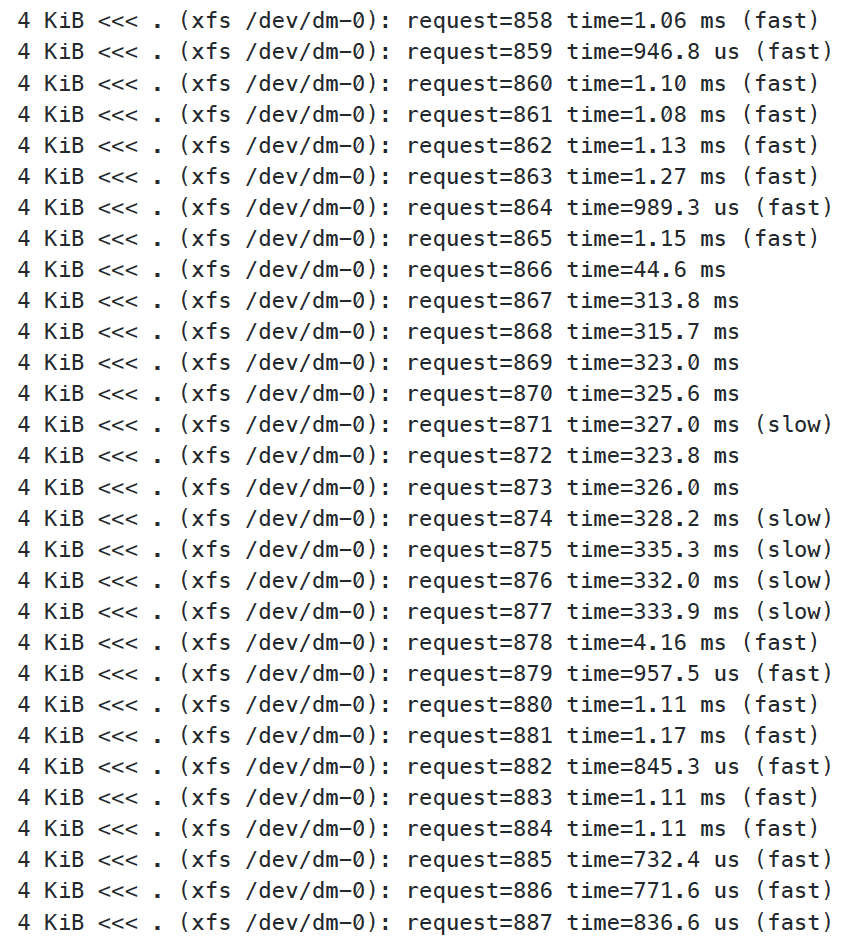 4 KiB <<< . (xfs /dev/dm-0): request=858 time=1.06 ms (fast)
4 KiB <<< . (xfs /dev/dm-0): request=859 time=946.8 us (fast)
4 KiB <<< . (xfs /dev/dm-0): request=860 time=1.10 ms (fast)
4 KiB <<< . (xfs /dev/dm-0): request=861 time=1.08 ms (fast)
4 KiB <<< . (xfs /dev/dm-0): request=862 time=1.13 ms (fast)
4 KiB <<< . (xfs /dev/dm-0): request=863 time=1.27 ms (fast)
4 KiB <<< . (xfs /dev/dm-0): request=864 time=989.3 us (fast)
4 KiB <<< . (xfs /dev/dm-0): request=865 time=1.15 ms (fast)
4 KiB <<< . (xfs /dev/dm-0): request=866 time=44.6 ms
4 KiB <<< . (xfs /dev/dm-0): request=867 time=313.8 ms
4 KiB <<< . (xfs /dev/dm-0): request=868 time=315.7 ms
4 KiB <<< . (xfs /dev/dm-0): request=869 time=323.0 ms
4 KiB <<< . (xfs /dev/dm-0): request=870 time=325.6 ms
4 KiB <<< . (xfs /dev/dm-0): request=871 time=327.0 ms (slow)
4 KiB <<< . (xfs /dev/dm-0): request=872 time=323.8 ms
4 KiB <<< . (xfs /dev/dm-0): request=873 time=326.0 ms
4 KiB <<< . (xfs /dev/dm-0): request=874 time=328.2 ms (slow)
4 KiB <<< . (xfs /dev/dm-0): request=875 time=335.3 ms (slow)
4 KiB <<< . (xfs /dev/dm-0): request=876 time=332.0 ms (slow)
4 KiB <<< . (xfs /dev/dm-0): request=877 time=333.9 ms (slow)
4 KiB <<< . (xfs /dev/dm-0): request=878 time=4.16 ms (fast)
4 KiB <<< . (xfs /dev/dm-0): request=879 time=957.5 us (fast)
4 KiB <<< . (xfs /dev/dm-0): request=880 time=1.11 ms (fast)
4 KiB <<< . (xfs /dev/dm-0): request=881 time=1.17 ms (fast)
4 KiB <<< . (xfs /dev/dm-0): request=882 time=845.3 us (fast)
4 KiB <<< . (xfs /dev/dm-0): request=883 time=1.11 ms (fast)
4 KiB <<< . (xfs /dev/dm-0): request=884 time=1.11 ms (fast)
4 KiB <<< . (xfs /dev/dm-0): request=885 time=732.4 us (fast)
4 KiB <<< . (xfs /dev/dm-0): request=886 time=771.6 us (fast)
4 KiB <<< . (xfs /dev/dm-0): request=887 time=836.6 us (fast)